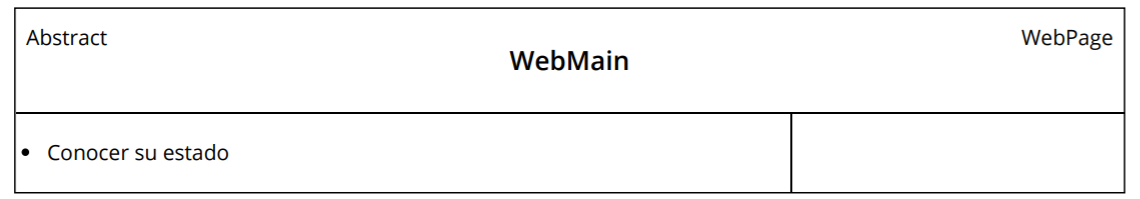 Abstract
WebPage
WebMain
• Conocer su estado